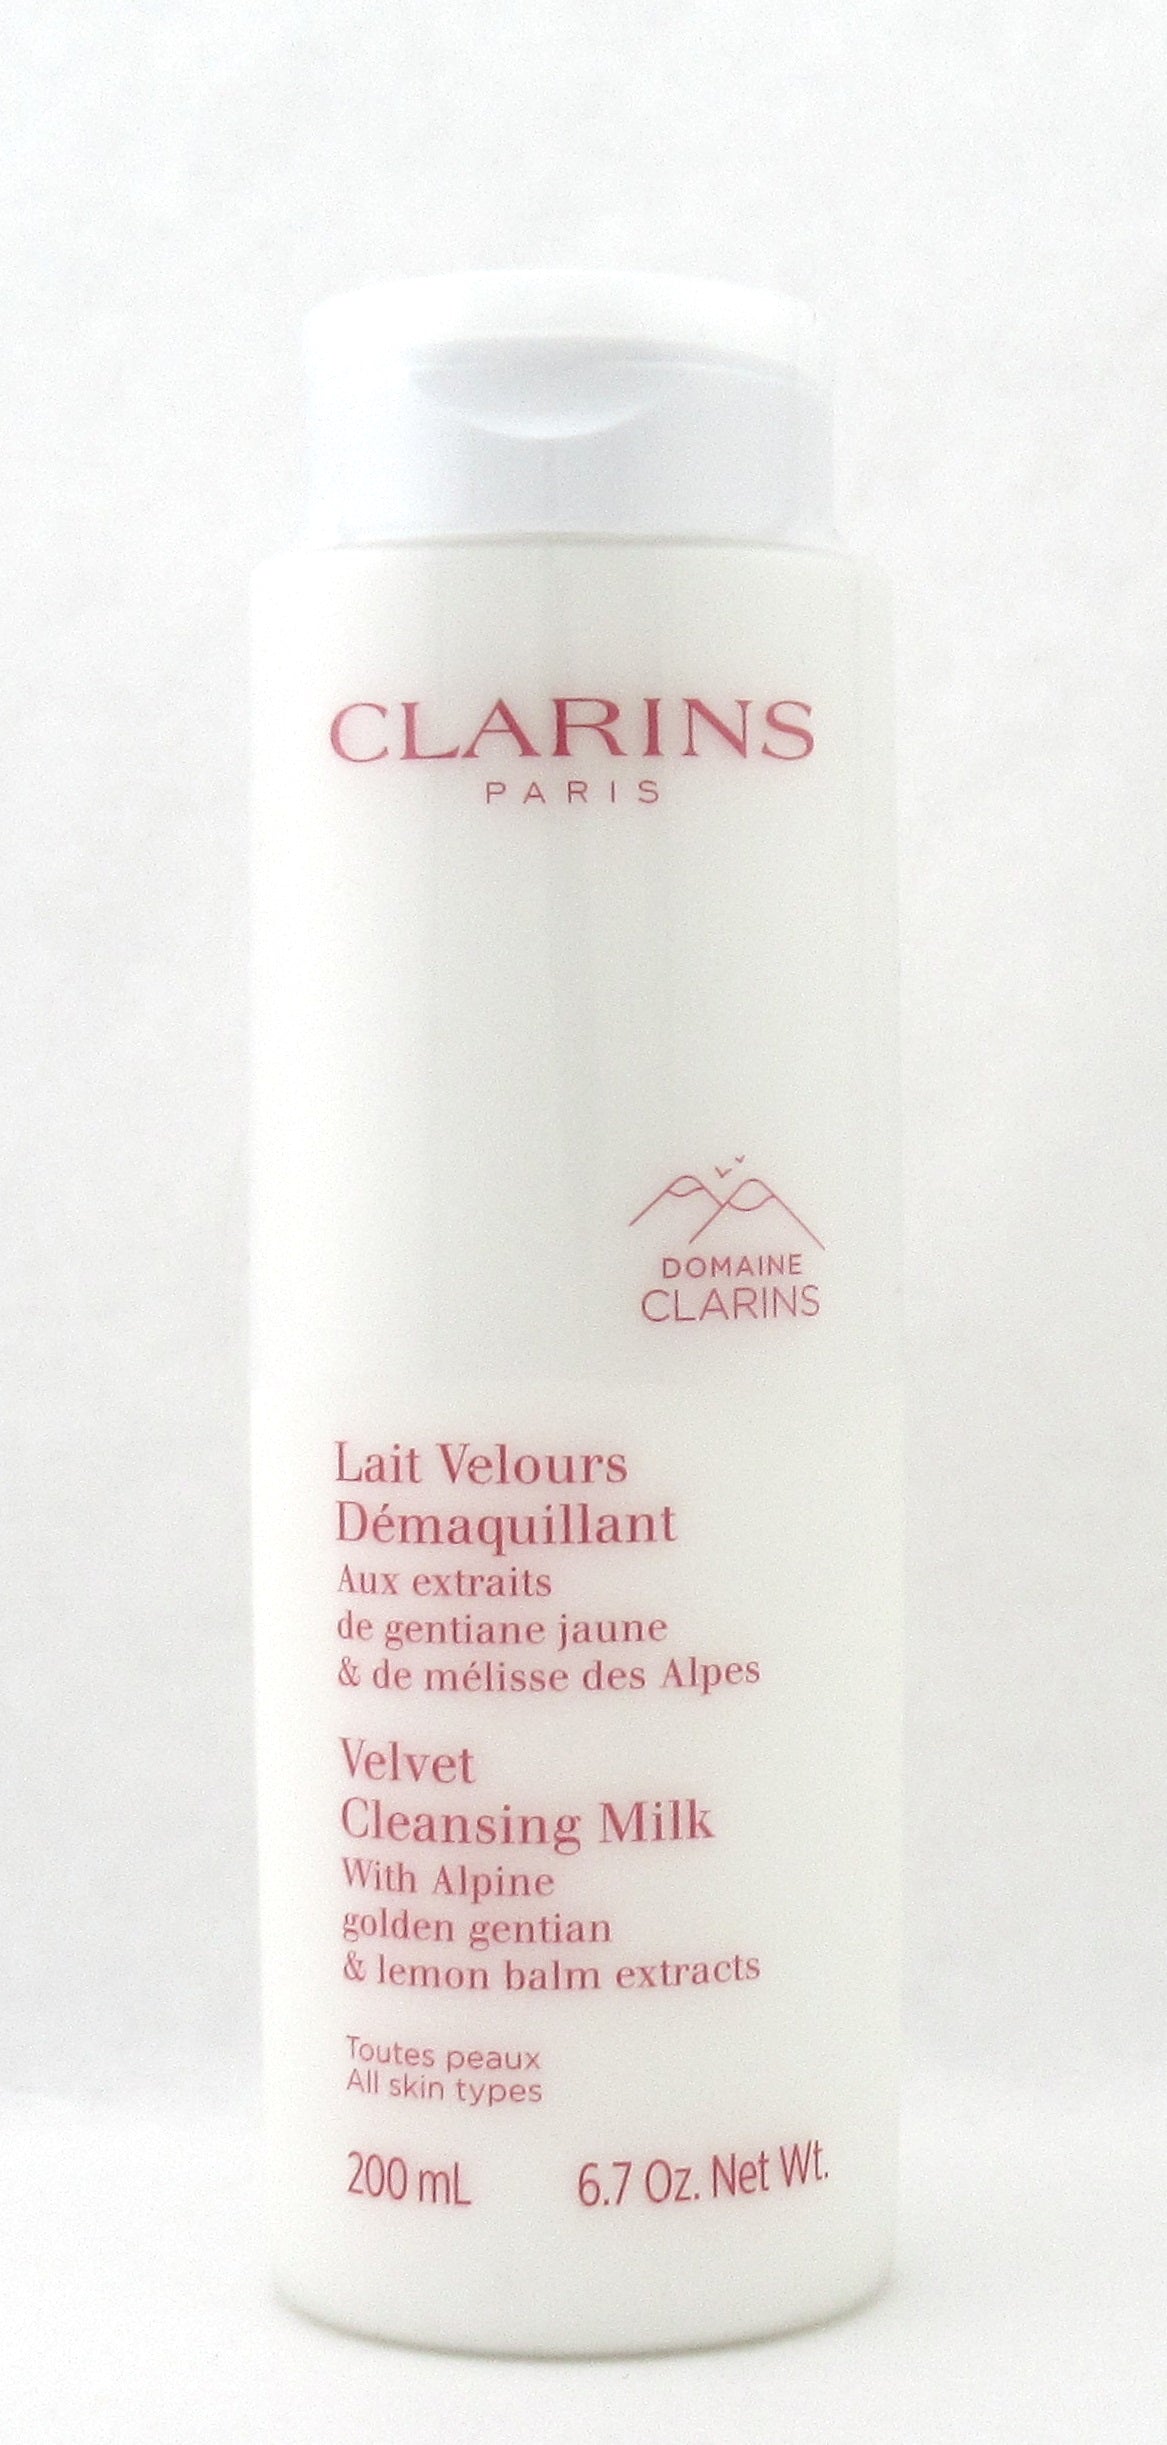 CLARINS
PARIS
DOMAINE
CLARINS
Lait Velours
Démaquillant
Aux extraits
de gentiane jaune
& de mélisse des Alpes
Velvet
Cleansing Milk
With Alpine
golden gentian
& lemon balm extracts
Toutes peaux
All skin types
200 mL 6.7 Oz. Net Wt.